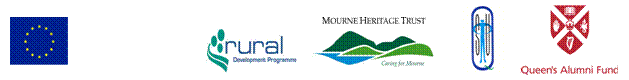 rural
Development Programme
MOURNE HERITAGE TRUST
Caring for Mourne
Queen's Alumni Fund